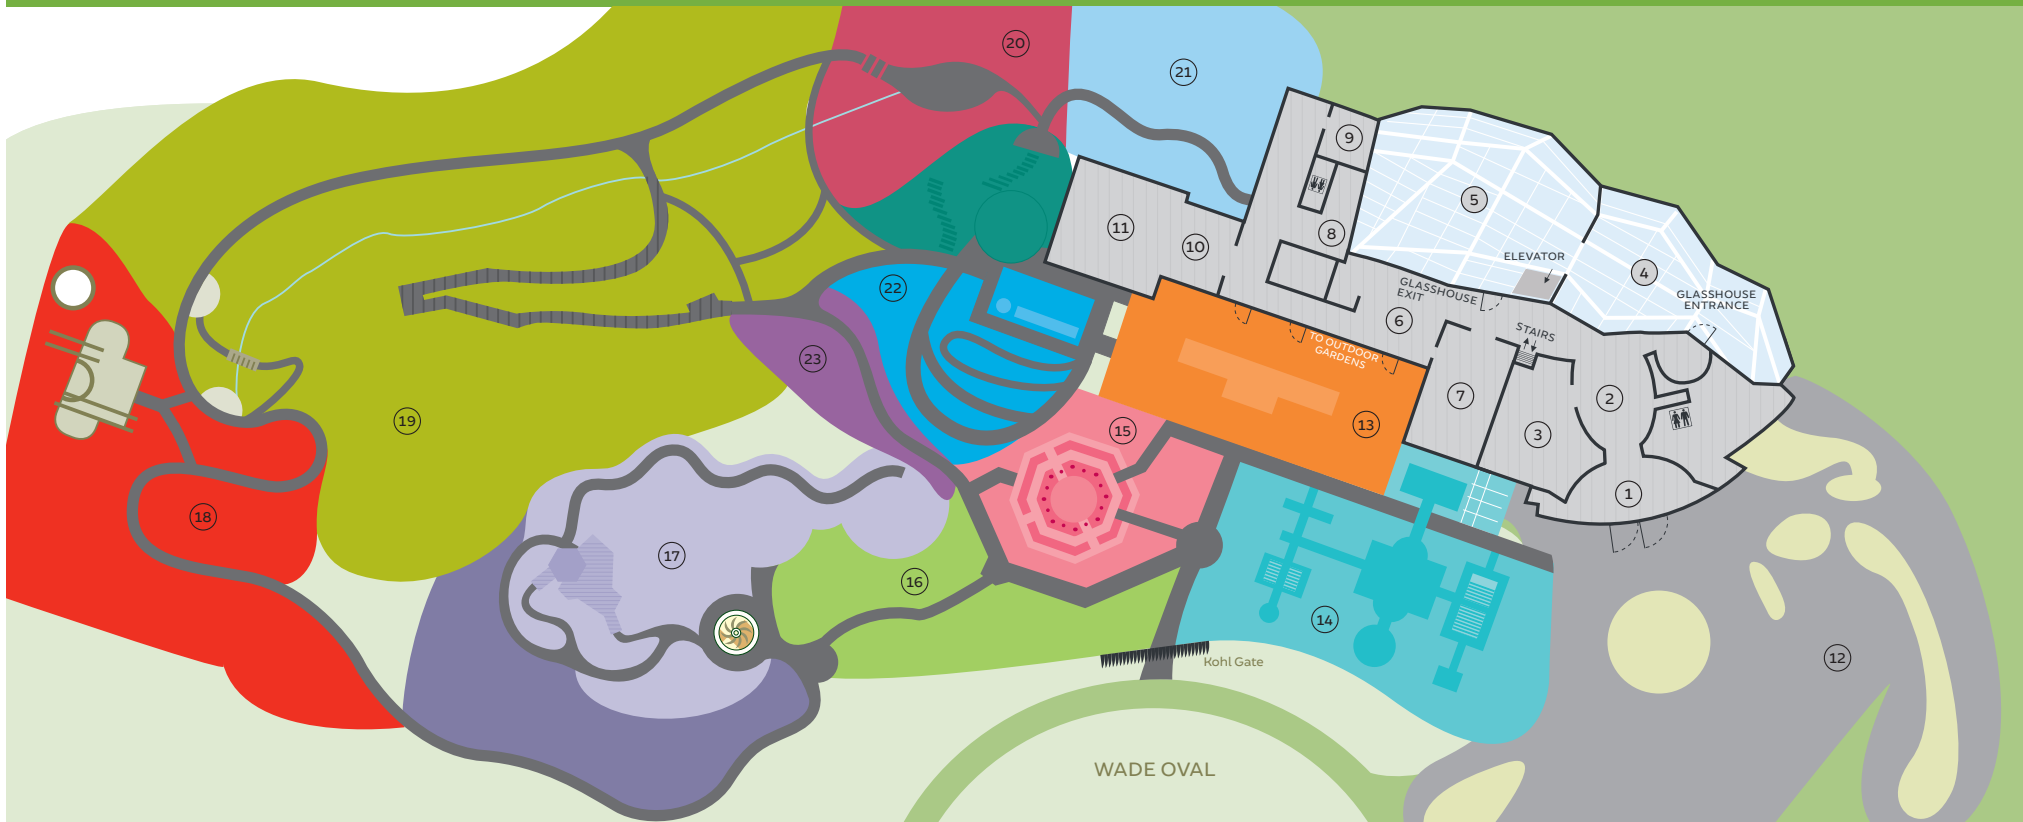 20
21
9
5
11
8
10
ELEVATOR
4
22
GLASSHOUSE
EXIT
GLASSHOUSE
ENTRANCE
6
STAIRS
TO OUTDOOR
GARDENS
23
7
2
19
15
13
3
1
18
17
16
14
Kohl Gate
12
WADE OVAL